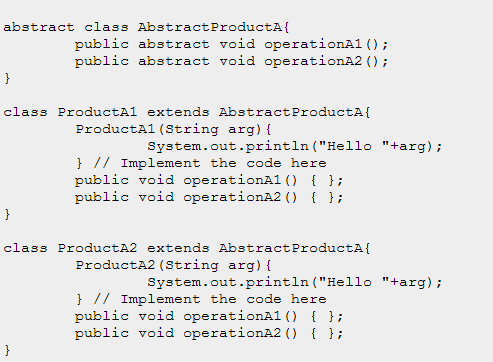 abstract class AbstractProductA{
public abstract void operationA1();
public abstract void operationA2();
}
class ProductA1 extends AbstractProductA{
ProductA1(String arg){
System.out.println("Hello "+arg);
} // Implement the code here
public void operationA1() { };
public void operationA2() { };
}
class ProductA2 extends AbstractProductA{
ProductA2(String arg){
System.out.println("Hello "+arg);
} // Implement the code here
public void operationA1() { };
public void operationA2() { };
}